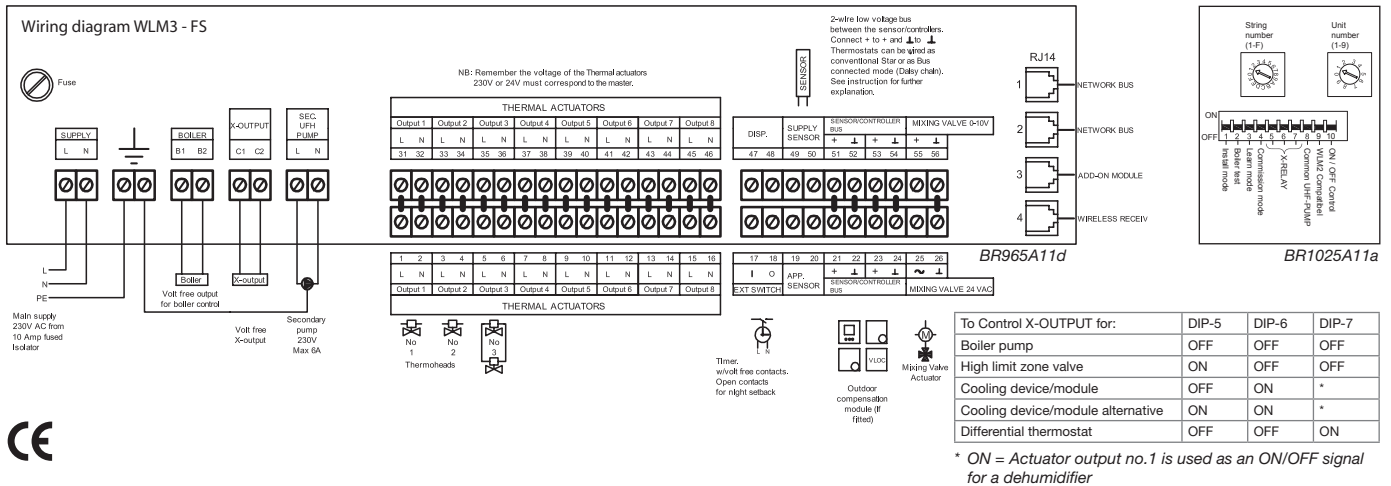 Wiring diagram WLM3 - FS
Fuse
SUPPLY
L N
BOILER
B1 B2
X-OUTPUT
C1 C2
SEC.
UFH
PUMP
L N
NB: Remember the voltage of the Thermal actuators
230V or 24V must correspond to the master.
THERMAL ACTUATORS
Output 1 Output 2 Output 3 Output 4 Output 5 Output 6 Output 7 Output 8
L N L N L N L N L N L N L N L N
31 32 33 34 35 36 37 38 39 40 41 42 43 44 45 46
SENSOR
2-wire low voltage bus
between the sensor/controllers.
Connect + to + and ⊥ to ⊥
Thermostats can be wired as
conventional Star or as Bus
connected mode (Daisy chain).
See instruction for further
explanation.
DISP.
SUPPLY
SENSOR
SENSOR/CONTROLLER
BUS
+ ⊥ + ⊥
MIXING VALVE 0-10V
+ ⊥
47 48 49 50 51 52 53 54 55 56
RJ14
1 NETWORK BUS
2 NETWORK BUS
3 ADD-ON MODULE
4 WIRELESS RECEIV
BR965A11d
1 2 3 4 5 6 7 8 9 10 11 12 13 14 15 16
L N L N L N L N L N L N L N L N
Output 1 Output 2 Output 3 Output 4 Output 5 Output 6 Output 7 Output 8
THERMAL ACTUATORS
17 18 19 20 21 22 23 24 25 26
I O
EXT SWITCH
APP.
SENSOR
+ ⊥ + ⊥
SENSOR/CONTROLLER
BUS
~ ⊥
MIXING VALVE 24 VAC
L
N
PE
Main supply
230V AC from
10 Amp fused
Isolator
Boiler
Volt free output
for boiler control
X-output
Volt free
X-output
Secondary
pump
230V
Max 6A
No
1
No
2
No
3
Thermoheads
L N
Timer.
w/volt free contacts.
Open contacts
for night setback
VLOC
Outdoor
compensation
module (If
fitted)
M
Mixing Valve
Actuator
String
number
(1-F)
Unit
number
(1-9)
ON
OFF
1 2 3 4 5 6 7 8 9 10
Install mode
Boiler test
Learn mode
Commission mode
X-RELAY
Common UHF-PUMP
WLM2 Compatibel
ON / OFF Control
BR1025A11a
To Control X-OUTPUT for: DIP-5 DIP-6 DIP-7
Boiler pump OFF OFF OFF
High limit zone valve ON OFF OFF
Cooling device/module OFF ON *
Cooling device/module alternative ON ON *
Differential thermostat OFF OFF ON
* ON = Actuator output no.1 is used as an ON/OFF signal
for a dehumidifier
CE